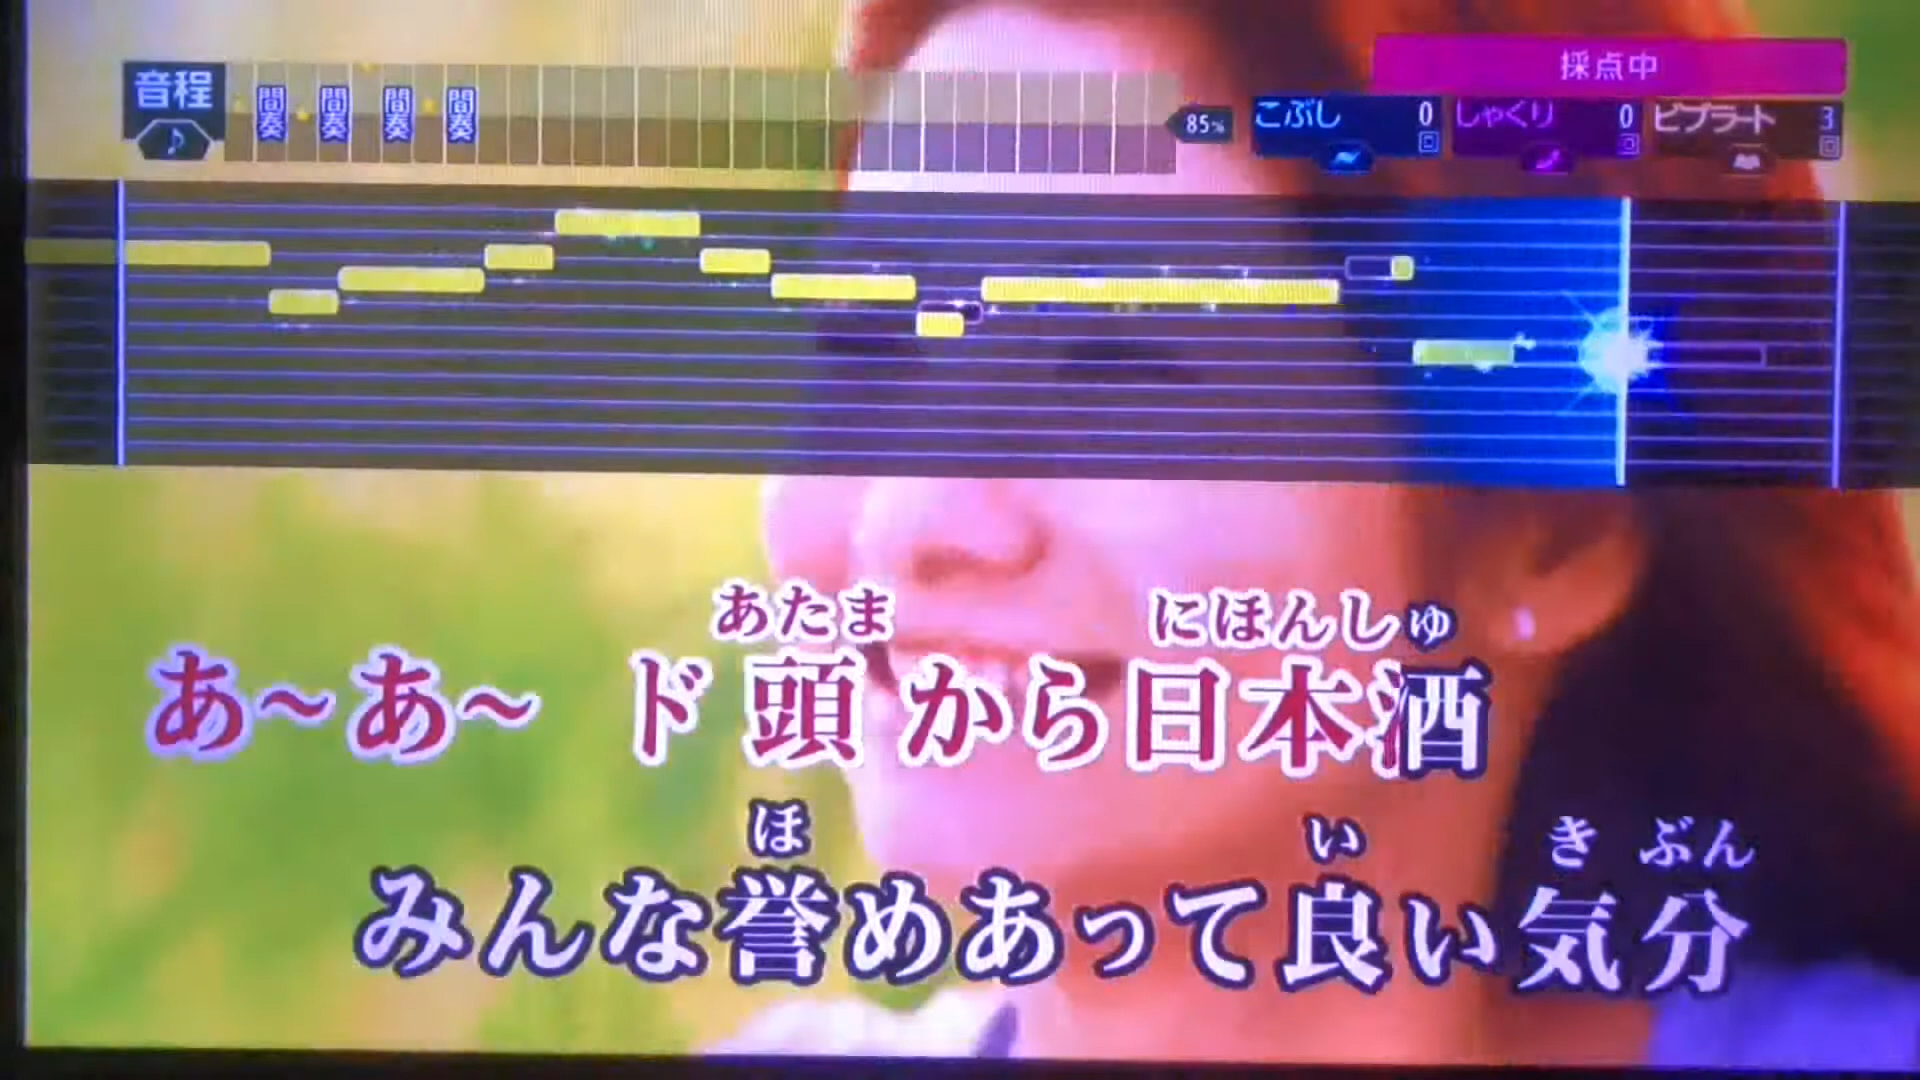 採点中
音程
間奏 間奏 間奏 間奏
85%
こぶし 0回
しゃくり 0回
ビブラート 3回
あたま にほんしゅ
あ～あ～ ド頭から日本酒
ほ い き ぶん
みんな誉めあって良い気分